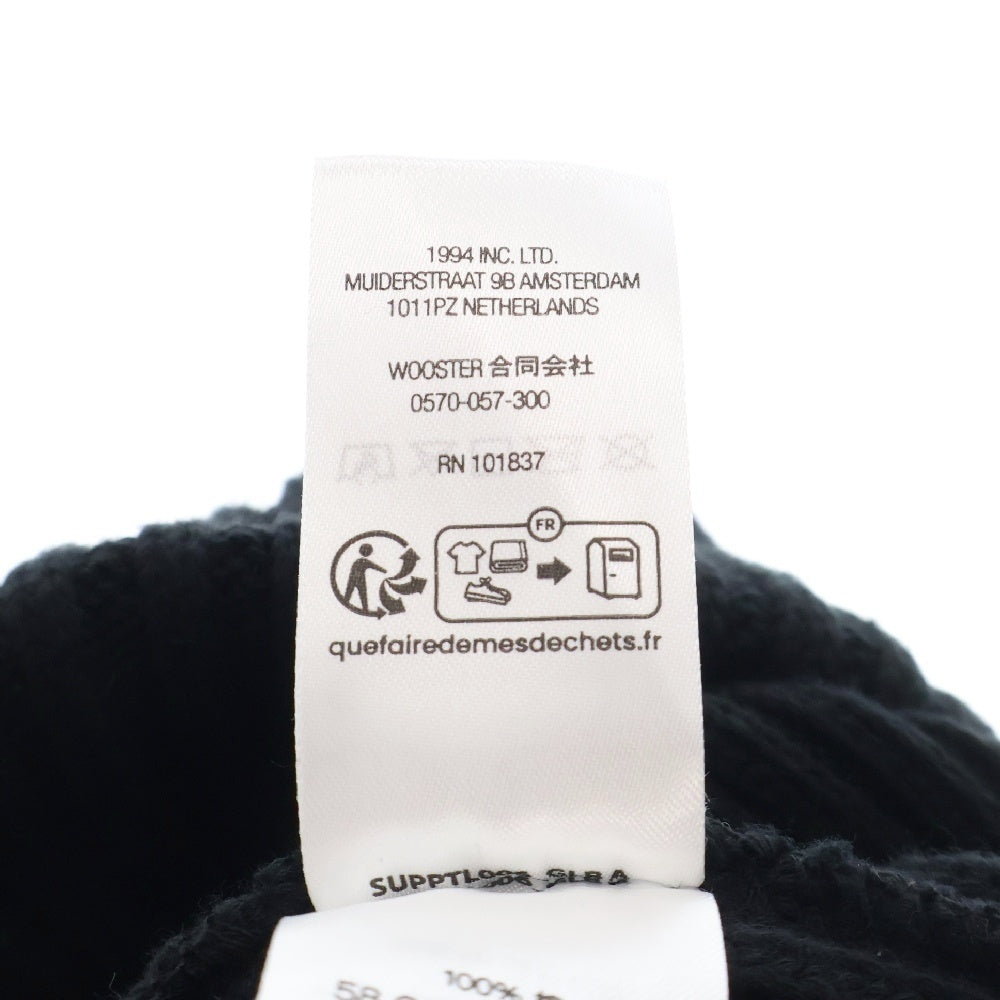 1994 INC. LTD.
MUIDERSTRAAT 9B AMSTERDAM
1011PZ NETHERLANDS
WOOSTER 合同会社
0570-057-300
RN 101837
FR
quefairedemesdechets.fr
100%